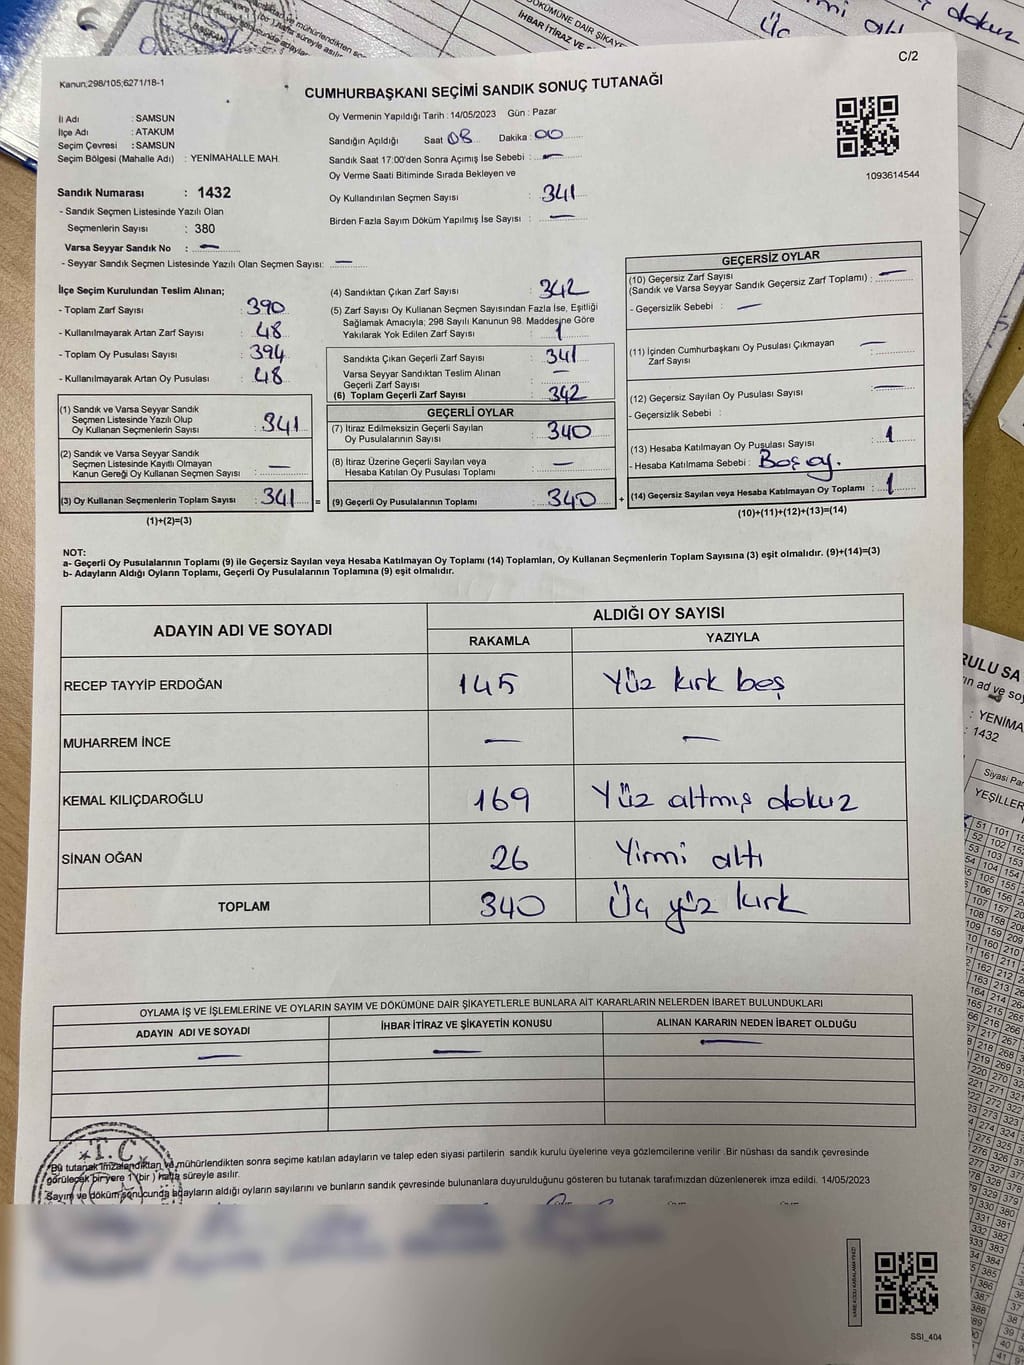 C/2
Kanun;298/105;6271/18-1
CUMHURBAŞKANI SEÇİMİ SANDIK SONUÇ TUTANAĞI
İl Adı : SAMSUN
İlçe Adı : ATAKUM
Seçim Çevresi : SAMSUN
Seçim Bölgesi (Mahalle Adı) : YENİMAHALLE MAH.
Sandık Numarası : 1432
- Sandık Seçmen Listesinde Yazılı Olan
Seçmenlerin Sayısı : 380
Varsa Seyyar Sandık No : —
- Seyyar Sandık Seçmen Listesinde Yazılı Olan Seçmen Sayısı: —
Oy Vermenin Yapıldığı Tarih : 14/05/2023 Gün : Pazar
Sandığın Açıldığı Saat 08 Dakika : 00
Sandık Saat 17:00'den Sonra Açımış İse Sebebi : —
Oy Verme Saati Bitiminde Sırada Bekleyen ve
Oy Kullandırılan Seçmen Sayısı : 341
Birden Fazla Sayım Döküm Yapılmış İse Sayısı : —
1093614544
İlçe Seçim Kurulundan Teslim Alınan;
- Toplam Zarf Sayısı : 390
- Kullanılmayarak Artan Zarf Sayısı : 48
- Toplam Oy Pusulası Sayısı : 394
- Kullanılmayarak Artan Oy Pusulası : 48
(1) Sandık ve Varsa Seyyar Sandık
Seçmen Listesinde Yazılı Olup
Oy Kullanan Seçmenlerin Sayısı : 341
(2) Sandık ve Varsa Seyyar Sandık
Seçmen Listesinde Kayıtlı Olmayan
Kanun Gereği Oy Kullanan Seçmen Sayısı : —
(3) Oy Kullanan Seçmenlerin Toplam Sayısı : 341 =
(1)+(2)=(3)
(4) Sandıktan Çıkan Zarf Sayısı : 342
(5) Zarf Sayısı Oy Kullanan Seçmen Sayısından Fazla İse, Eşitliği
Sağlamak Amacıyla; 298 Sayılı Kanunun 98. Maddesine Göre
Yakılarak Yok Edilen Zarf Sayısı : 1
Sandıkta Çıkan Geçerli Zarf Sayısı : 341
Varsa Seyyar Sandıktan Teslim Alınan
Geçerli Zarf Sayısı : —
(6) Toplam Geçerli Zarf Sayısı : 342
GEÇERLİ OYLAR
(7) İtiraz Edilmeksizin Geçerli Sayılan
Oy Pusulalarının Sayısı : 340
(8) İtiraz Üzerine Geçerli Sayılan veya
Hesaba Katılan Oy Pusulası Toplamı : —
(9) Geçerli Oy Pusulalarının Toplamı : 340 +
GEÇERSİZ OYLAR
(10) Geçersiz Zarf Sayısı
(Sandık ve Varsa Seyyar Sandık Geçersiz Zarf Toplamı) : —
- Geçersizlik Sebebi : —
(11) İçinden Cumhurbaşkanı Oy Pusulası Çıkmayan
Zarf Sayısı : —
(12) Geçersiz Sayılan Oy Pusulası Sayısı : —
- Geçersizlik Sebebi :
(13) Hesaba Katılmayan Oy Pusulası Sayısı : 1
- Hesaba Katılmama Sebebi : Boş oy.
(14) Geçersiz Sayılan veya Hesaba Katılmayan Oy Toplamı : 1
(10)+(11)+(12)+(13)=(14)
NOT:
a- Geçerli Oy Pusulalarının Toplamı (9) ile Geçersiz Sayılan veya Hesaba Katılmayan Oy Toplamı (14) Toplamları, Oy Kullanan Seçmenlerin Toplam Sayısına (3) eşit olmalıdır. (9)+(14)=(3)
b- Adayların Aldığı Oyların Toplamı, Geçerli Oy Pusulalarının Toplamına (9) eşit olmalıdır.
ADAYIN ADI VE SOYADI ALDIĞI OY SAYISI
RAKAMLA YAZIYLA
RECEP TAYYİP ERDOĞAN 145 Yüz kırk beş
MUHARREM İNCE — —
KEMAL KILIÇDAROĞLU 169 Yüz altmış dokuz
SİNAN OĞAN 26 Yirmi altı
TOPLAM 340 Üç yüz kırk
OYLAMA İŞ VE İŞLEMLERİNE VE OYLARIN SAYIM VE DÖKÜMÜNE DAİR ŞİKAYETLERLE BUNLARA AİT KARARLARIN NELERDEN İBARET BULUNDUKLARI
ADAYIN ADI VE SOYADI İHBAR İTİRAZ VE ŞİKAYETİN KONUSU ALINAN KARARIN NEDEN İBARET OLDUĞU
— — —
T.C
*Bu tutanak imzalandıktan ve mühürlendikten sonra seçime katılan adayların ve talep eden siyasi partilerin sandık kurulu üyelerine veya gözlemcilerine verilir .Bir nüshası da sandık çevresinde
görülecek bir yere 1 (bir ) hafta süreyle asılır.
Sayım ve döküm sonucunda adayların aldığı oyların sayılarını ve bunların sandık çevresinde bulunanlara duyurulduğunu gösteren bu tutanak tarafımızdan düzenlenerek imza edildi. 14/05/2023
SSI_404